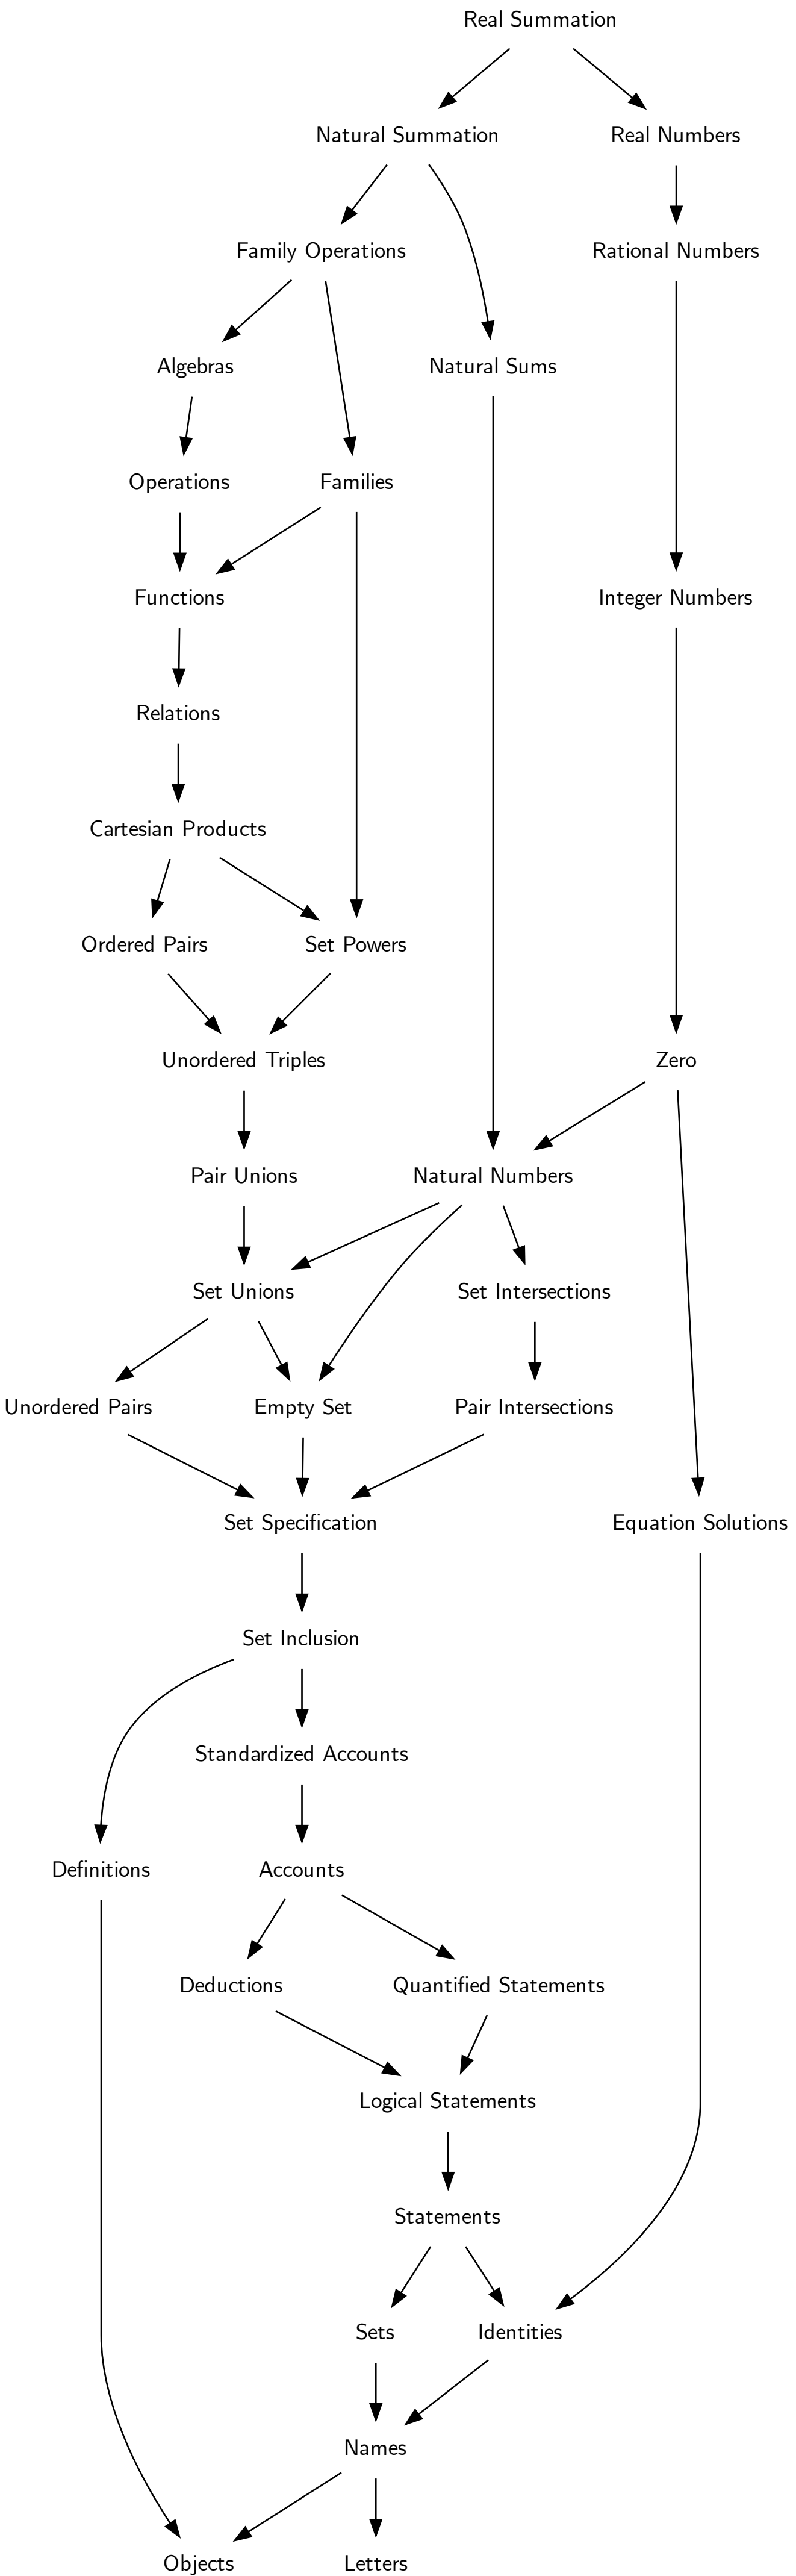 Real Summation
Natural Summation
Real Numbers
Family Operations
Rational Numbers
Algebras
Natural Sums
Operations
Families
Functions
Integer Numbers
Relations
Cartesian Products
Ordered Pairs
Set Powers
Unordered Triples
Zero
Pair Unions
Natural Numbers
Set Unions
Set Intersections
Unordered Pairs
Empty Set
Pair Intersections
Set Specification
Equation Solutions
Set Inclusion
Standardized Accounts
Definitions
Accounts
Deductions
Quantified Statements
Logical Statements
Statements
Sets
Identities
Names
Objects
Letters